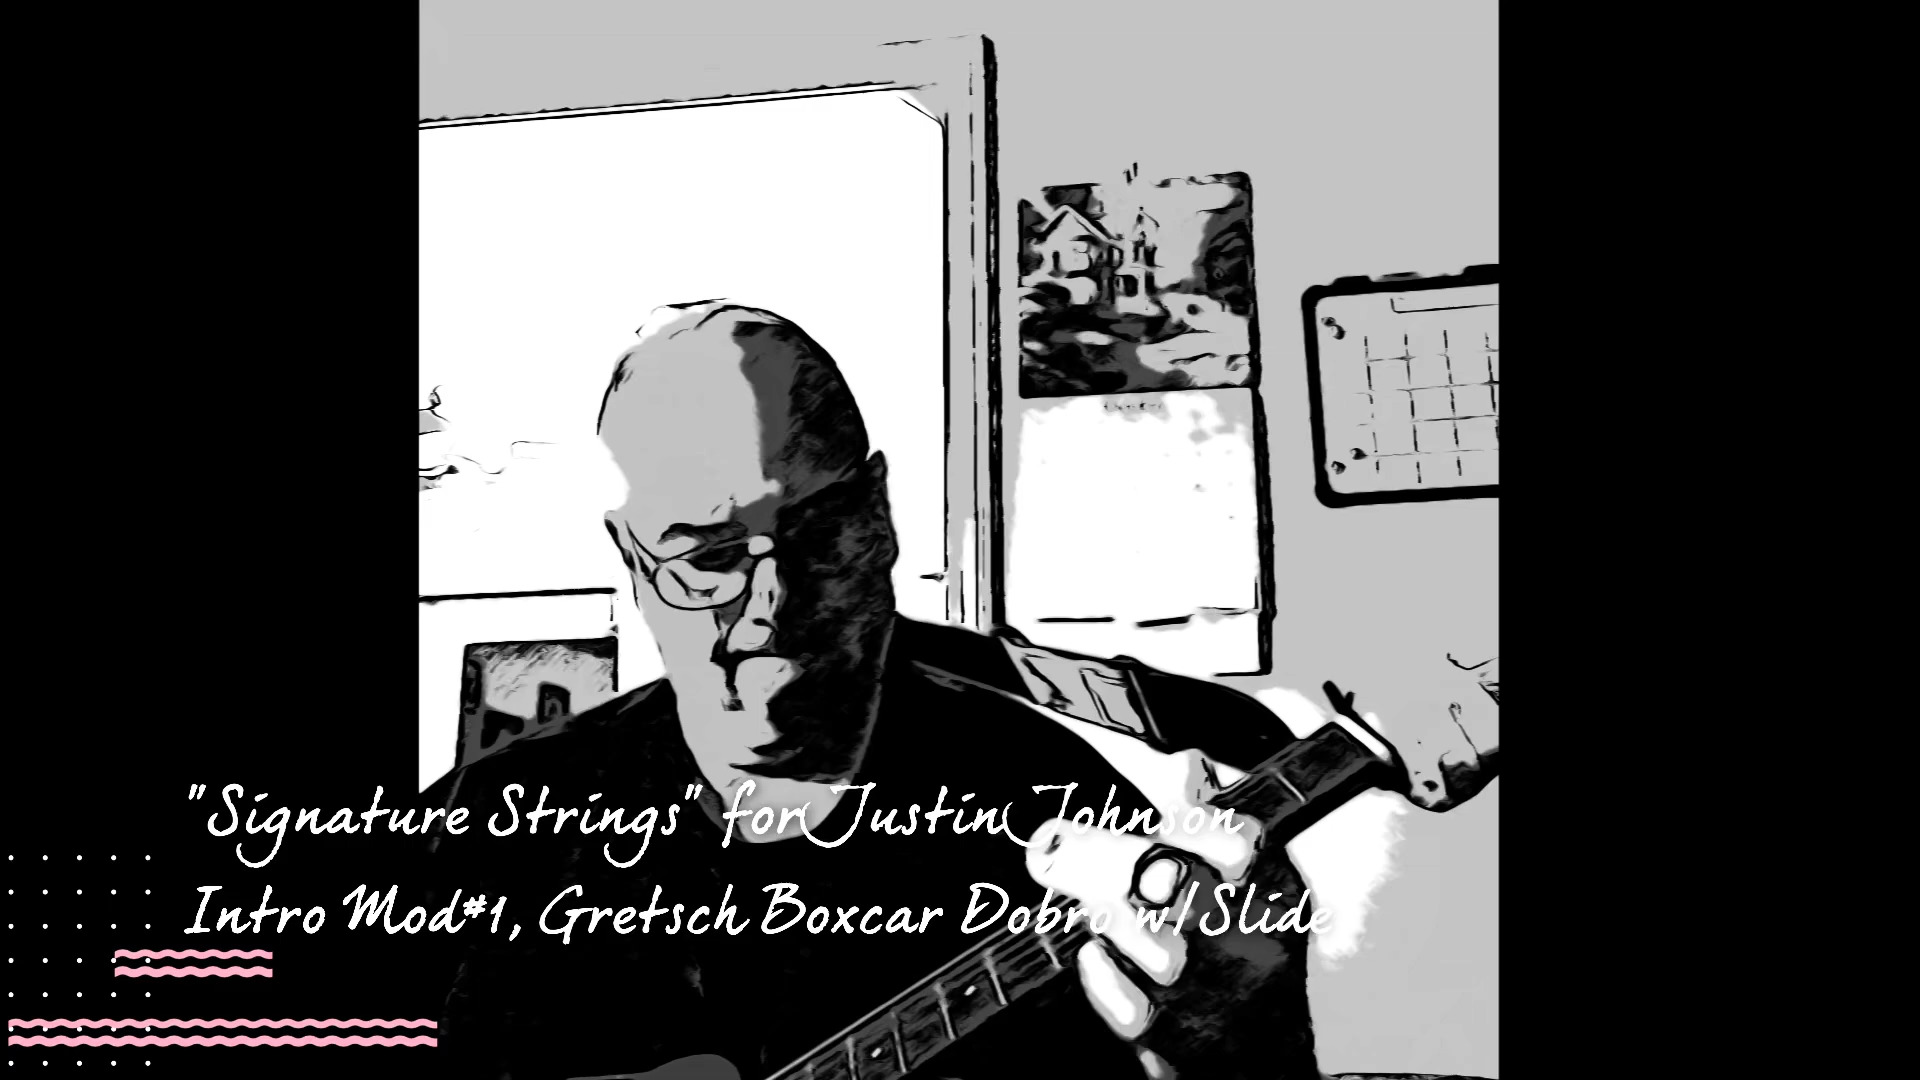 "Signature Strings" for Justin Johnson
Intro Mod#1, Gretsch Boxcar Dobro w/Slide